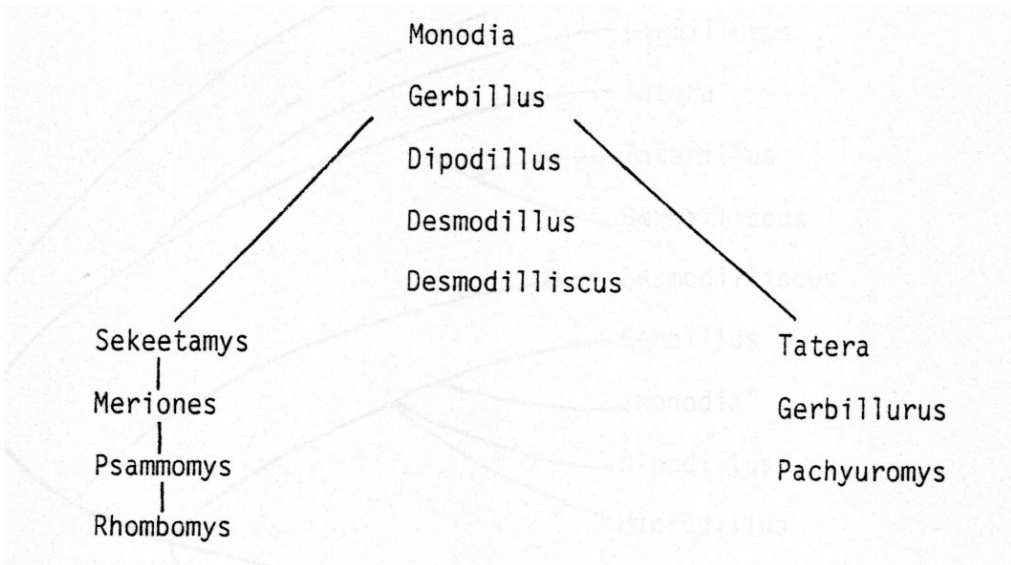 Monodia
Gerbillus
Dipodillus
Desmodillus
Desmodilliscus
Sekeetamys
Meriones
Psammomys
Rhombomys
Tatera
Gerbillurus
Pachyuromys